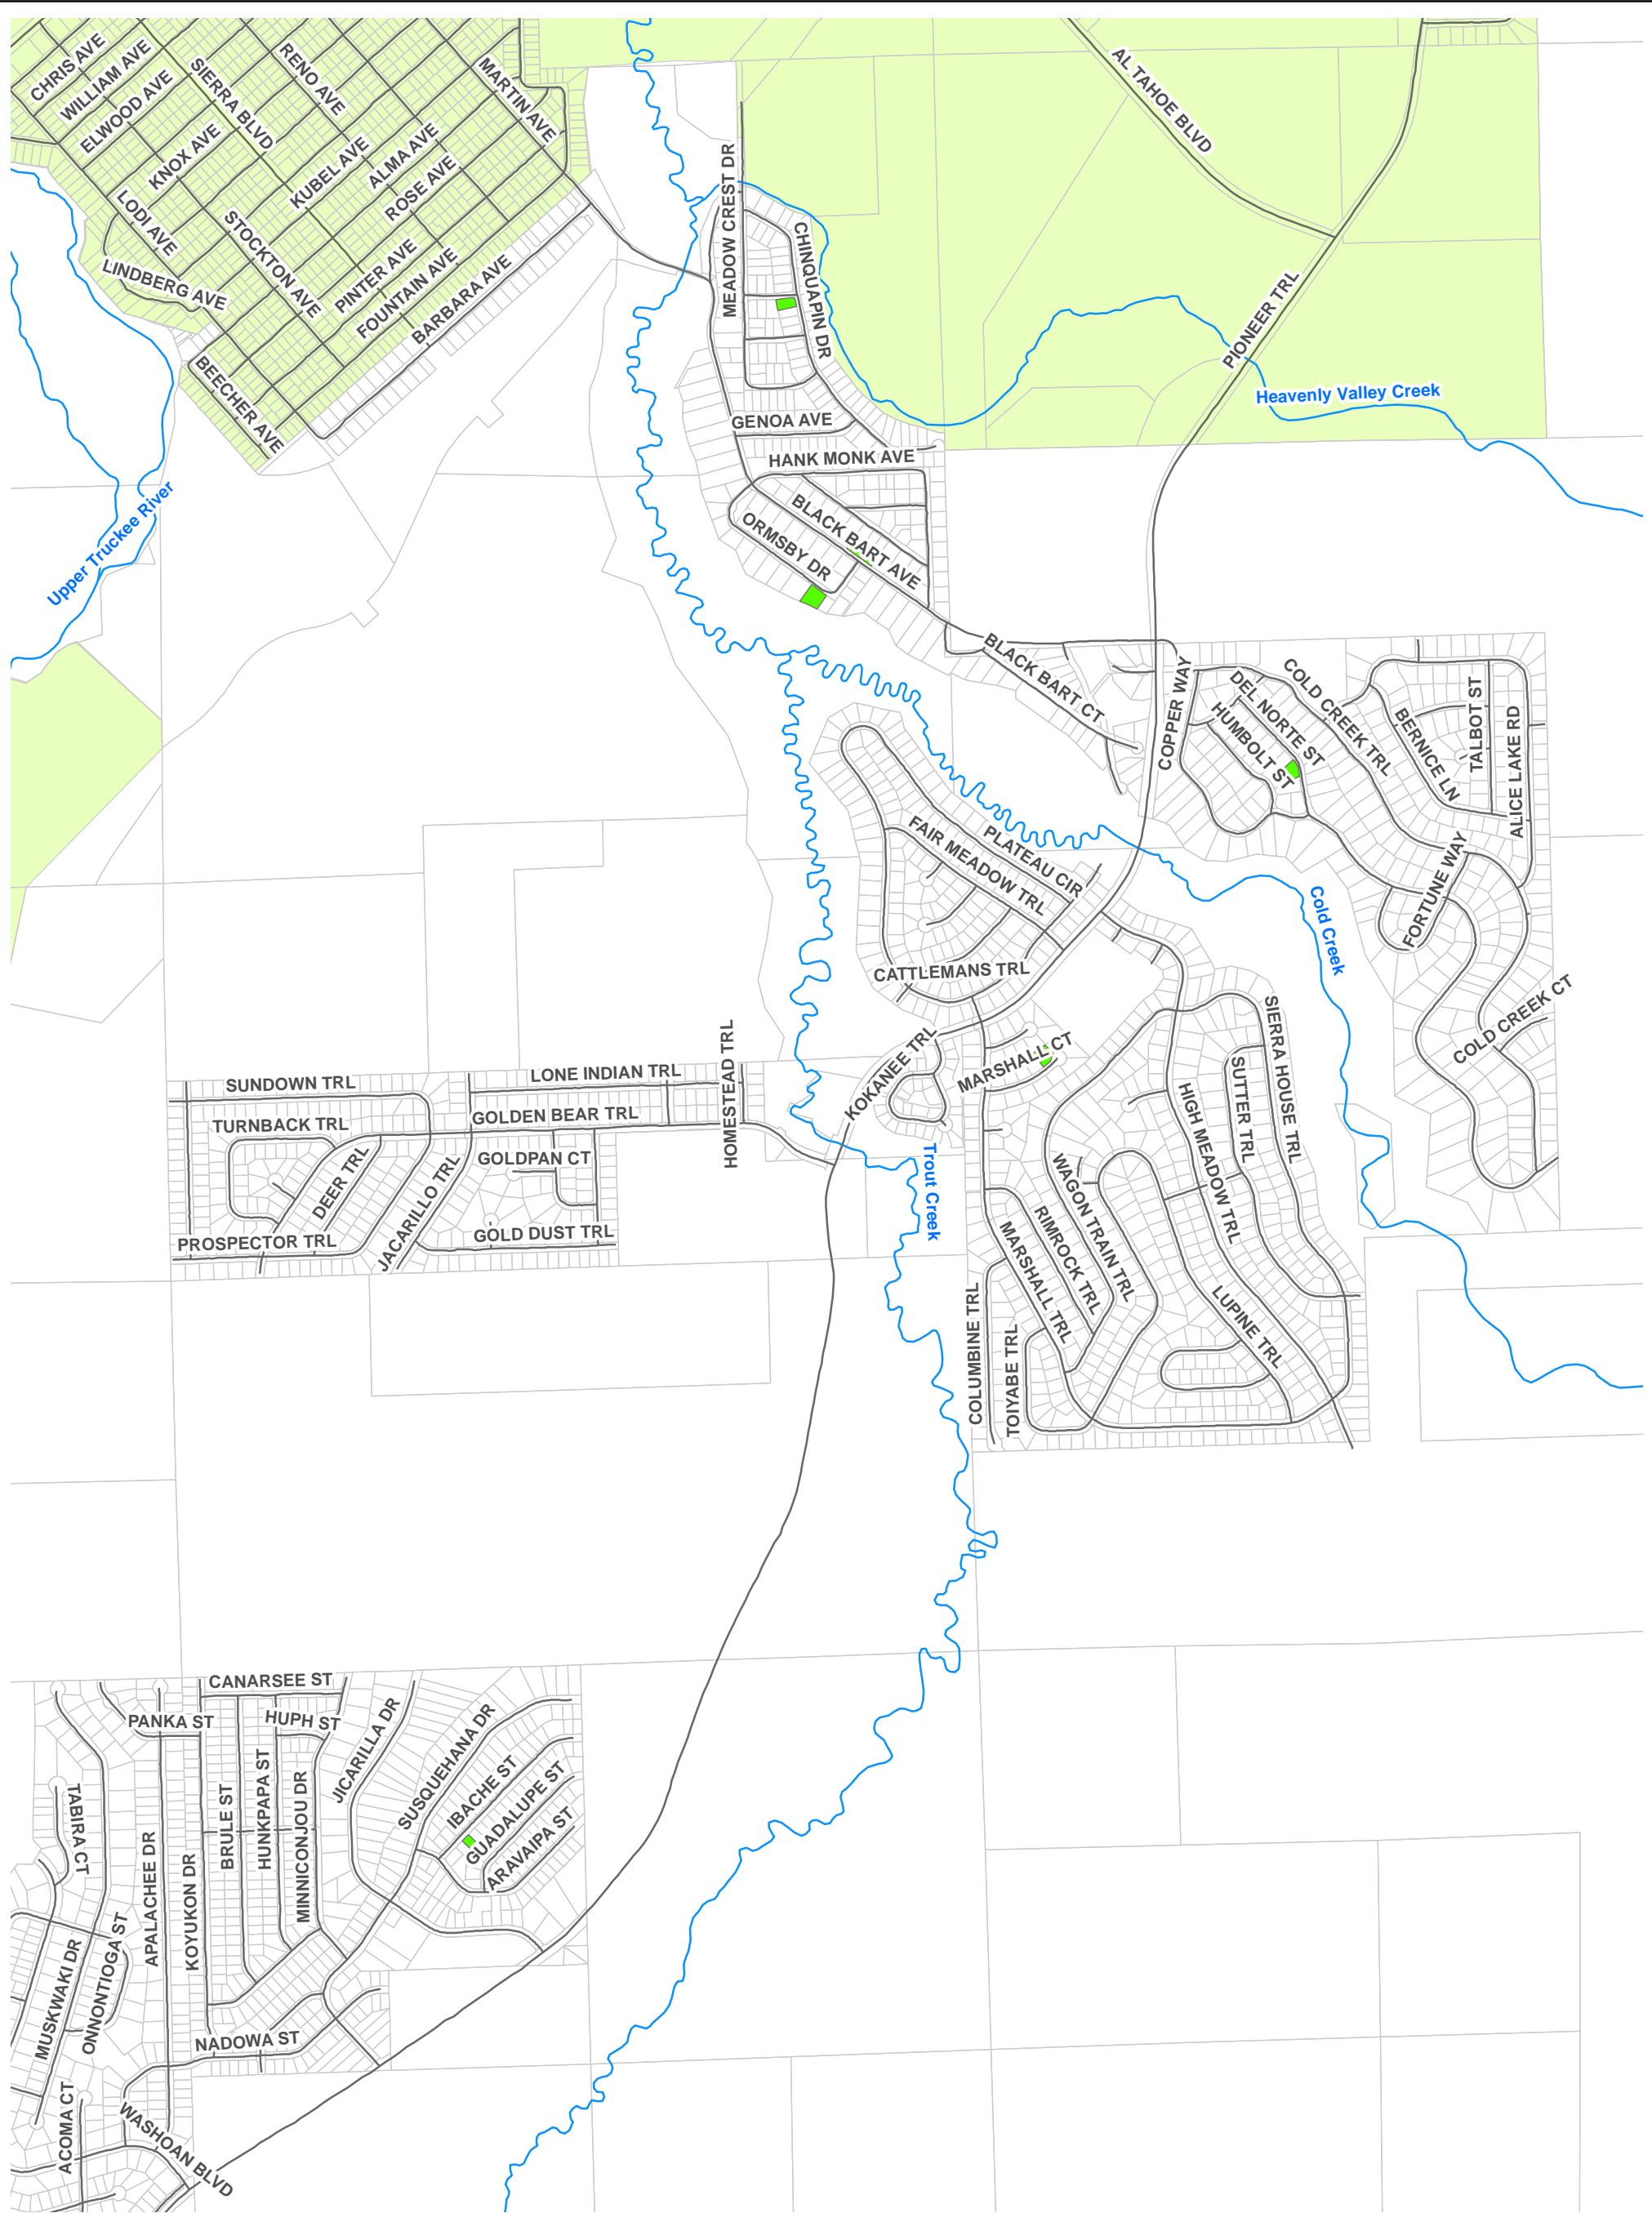 CHRIS AVE
WILLIAM AVE
ELWOOD AVE
SIERRA BLVD
RENO AVE
MARTIN AVE
AL TAHOE BLVD
KNOX AVE
KUBEL AVE
ALMA AVE
ROSE AVE
LODI AVE
STOCKTON AVE
LINDBERG AVE
PINTER AVE
FOUNTAIN AVE
BARBARA AVE
BEECHER AVE
MEADOW CREST DR
CHINQUAPIN DR
PIONEER TRL
Heavenly Valley Creek
GENOA AVE
HANK MONK AVE
BLACK BART AVE
ORMSBY DR
Upper Truckee River
BLACK BART CT
COPPER WAY
DEL NORTE ST
HUMBOLT ST
COLD CREEK TRL
BERNICE LN
TALBOT ST
ALICE LAKE RD
FAIR MEADOW TRL
PLATEAU CIR
FORTUNE WAY
Cold Creek
CATTLEMANS TRL
COLD CREEK CT
KOKANEE TRL
MARSHALL CT
SIERRA HOUSE TRL
SUTTER TRL
HIGH MEADOW TRL
SUNDOWN TRL
LONE INDIAN TRL
HOMESTEAD TRL
TURNBACK TRL
GOLDEN BEAR TRL
GOLDPAN CT
DEER TRL
JACARILLO TRL
PROSPECTOR TRL
GOLD DUST TRL
Trout Creek
WAGON TRAIN TRL
RIMROCK TRL
MARSHALL TRL
LUPINE TRL
COLUMBINE TRL
TOIYABE TRL
CANARSEE ST
PANKA ST
HUPH ST
JICARILLA DR
SUSQUEHANA DR
IBACHE ST
GUADALUPE ST
ARAVAIPA ST
TABIRA CT
BRULE ST
HUNKPAPA ST
MINNICONJOU DR
APALACHEE DR
KOYUKON DR
MUSKWAKI DR
ONNONTIOGA ST
NADOWA ST
ACOMA CT
WASHOAN BLVD